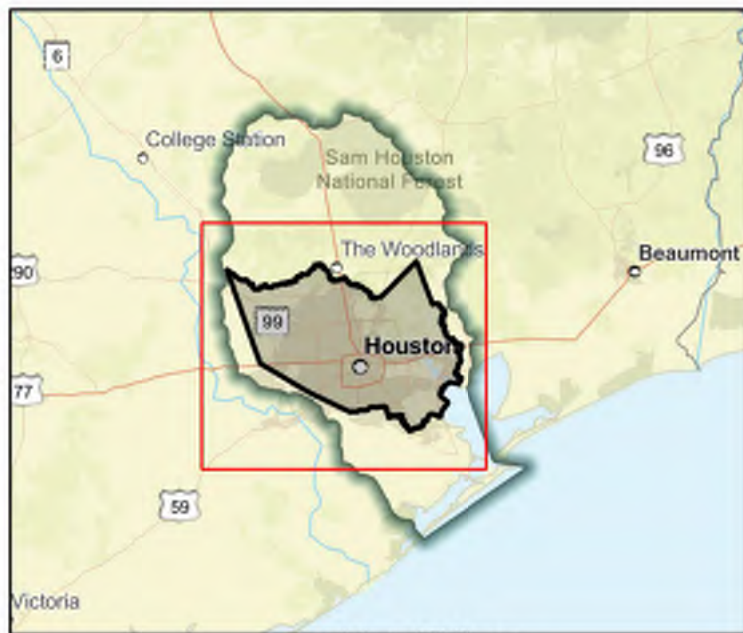 6
College Station
Sam Houston
National Forest
96
The Woodlands
Beaumont
90
99
Houston
77
59
Victoria